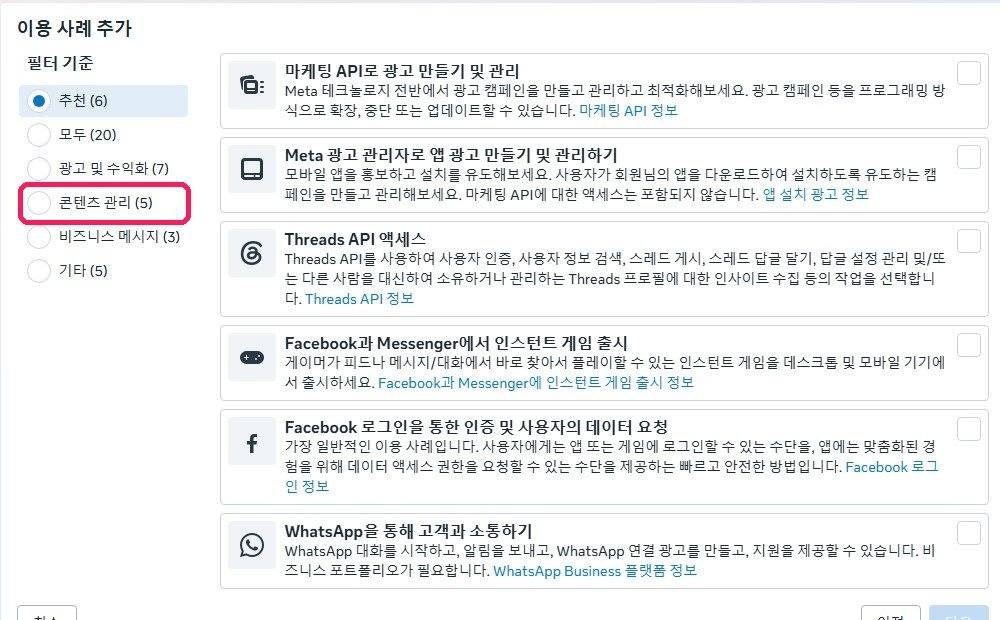 이용 사례 추가
필터 기준
추천 (6)
모두 (20)
광고 및 수익화 (7)
콘텐츠 관리 (5)
비즈니스 메시지 (3)
기타 (5)
마케팅 API로 광고 만들기 및 관리
Meta 테크놀로지 전반에서 광고 캠페인을 만들고 관리하고 최적화해보세요. 광고 캠페인 등을 프로그래밍 방
식으로 확장, 중단 또는 업데이트할 수 있습니다. 마케팅 API 정보
Meta 광고 관리자로 앱 광고 만들기 및 관리하기
모바일 앱을 홍보하고 설치를 유도해보세요. 사용자가 회원님의 앱을 다운로드하여 설치하도록 유도하는 캠
페인을 만들고 관리해보세요. 마케팅 API에 대한 액세스는 포함되지 않습니다. 앱 설치 광고 정보
Threads API 액세스
Threads API를 사용하여 사용자 인증, 사용자 정보 검색, 스레드 게시, 스레드 답글 달기, 답글 설정 관리 및/또
는 다른 사람을 대신하여 소유하거나 관리하는 Threads 프로필에 대한 인사이트 수집 등의 작업을 선택합니
다. Threads API 정보
Facebook과 Messenger에서 인스턴트 게임 출시
게이머가 피드나 메시지/대화에서 바로 찾아서 플레이할 수 있는 인스턴트 게임을 데스크톱 및 모바일 기기에
서 출시하세요. Facebook과 Messenger에 인스턴트 게임 출시 정보
Facebook 로그인을 통한 인증 및 사용자의 데이터 요청
가장 일반적인 이용 사례입니다. 사용자에게는 앱 또는 게임에 로그인할 수 있는 수단을, 앱에는 맞춤화된 경
험을 위해 데이터 액세스 권한을 요청할 수 있는 수단을 제공하는 빠르고 안전한 방법입니다. Facebook 로그
인 정보
WhatsApp을 통해 고객과 소통하기
WhatsApp 대화를 시작하고, 알림을 보내고, WhatsApp 연결 광고를 만들고, 지원을 제공할 수 있습니다. 비
즈니스 포트폴리오가 필요합니다. WhatsApp Business 플랫폼 정보